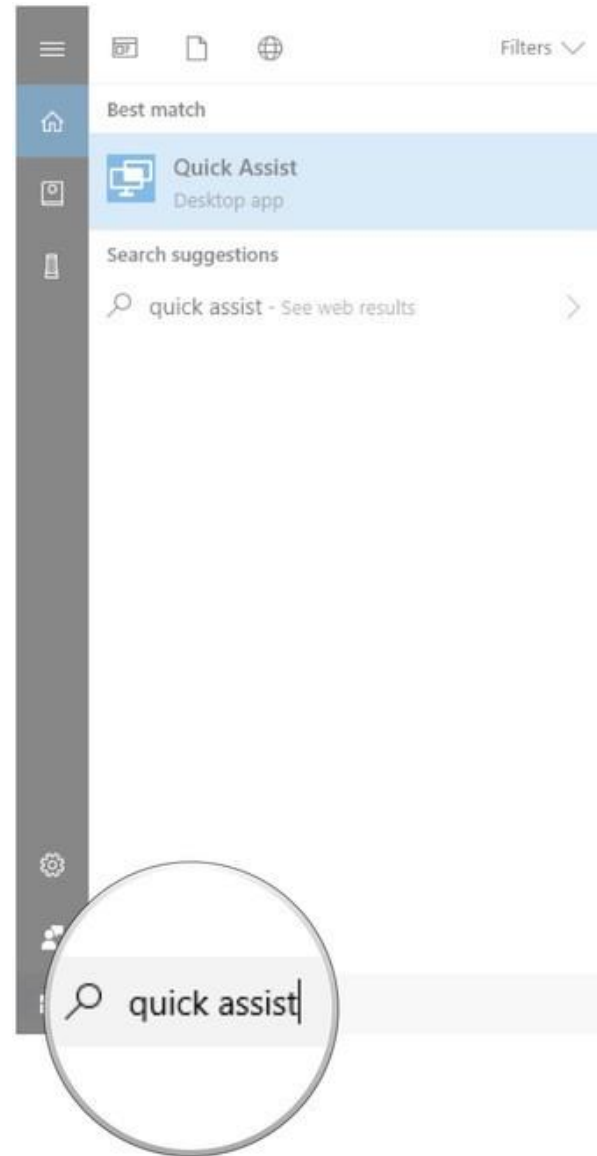 Filters
Best match
Quick Assist
Desktop app
Search suggestions
quick assist - See web results
quick assist